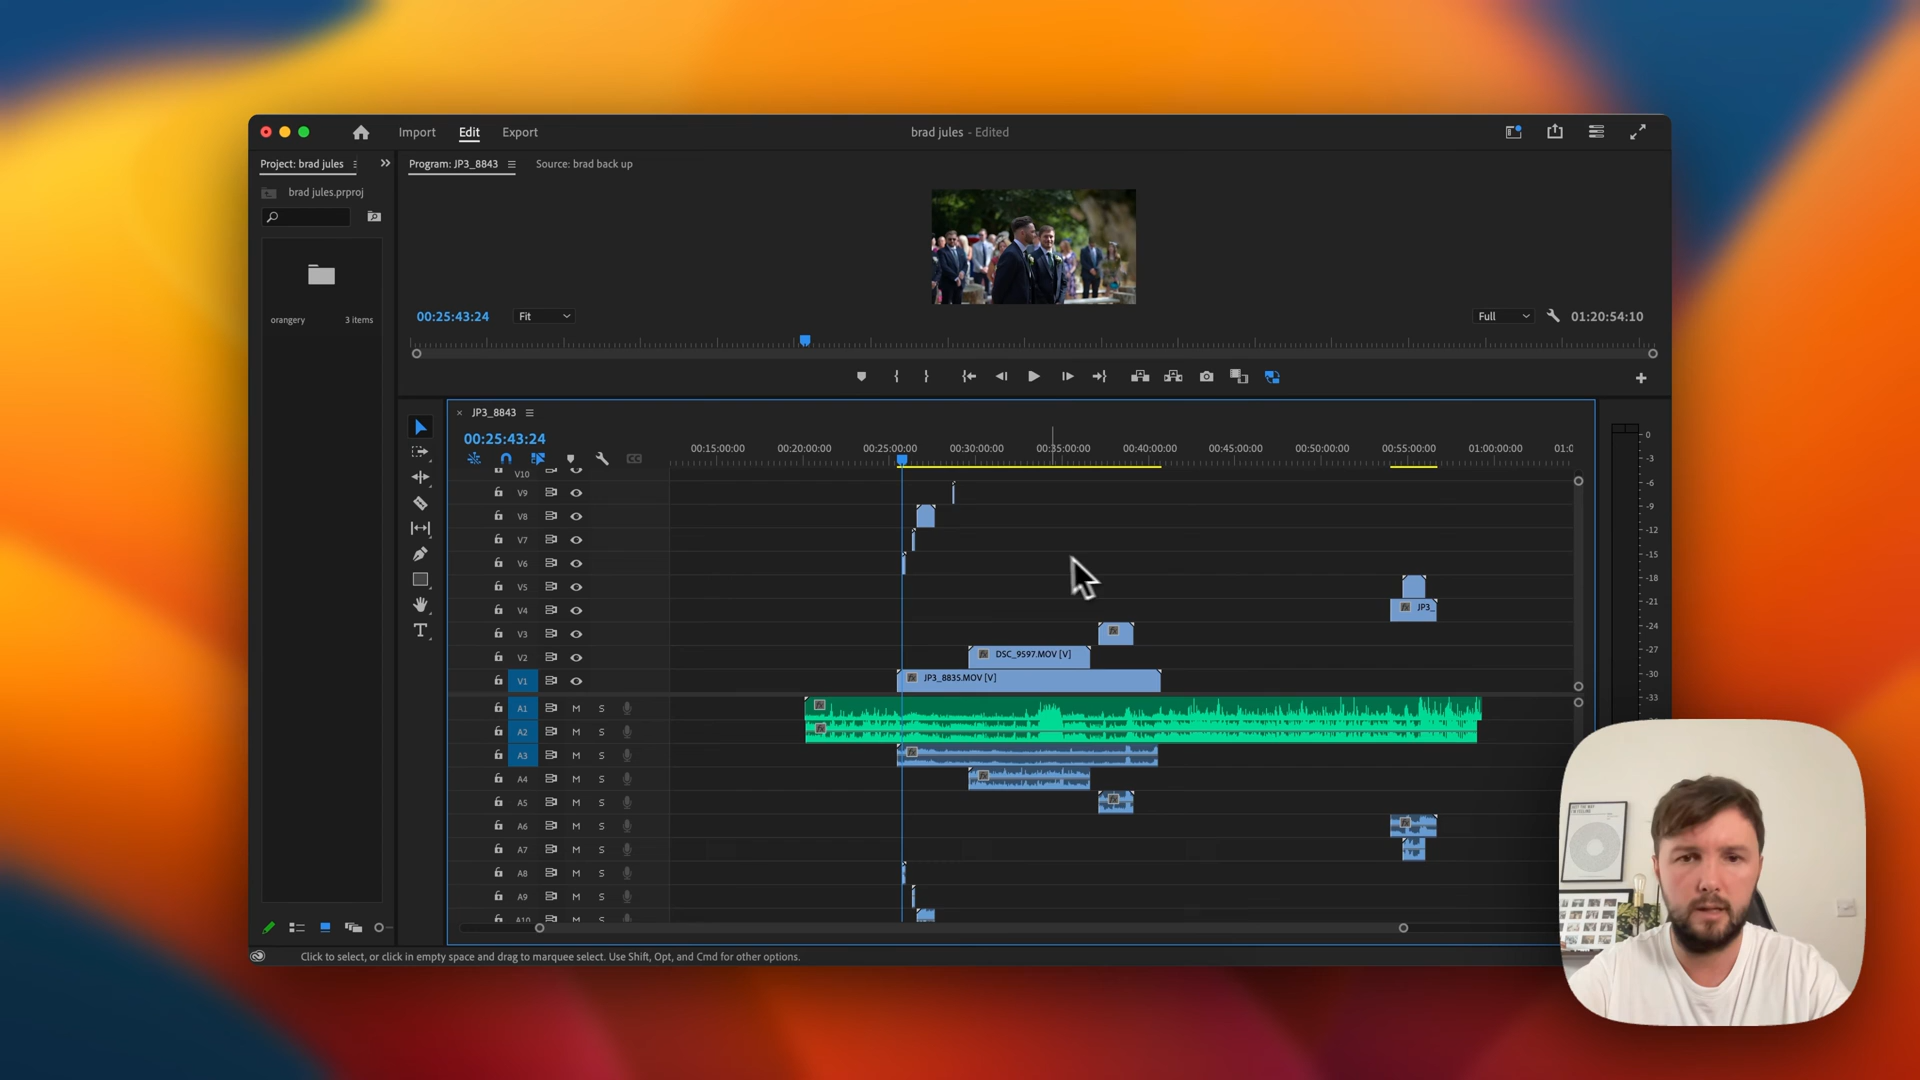 Import Edit Export brad jules - Edited
Project: brad jules Program: JP3_8843 Source: brad back up
brad jules.prproj
orangery 3 items
00:25:43:24 Fit Full 01:20:54:10
JP3_8843
00:25:43:24
00:15:00:00 00:20:00:00 00:25:00:00 00:30:00:00 00:35:00:00 00:40:00:00 00:45:00:00 00:50:00:00 00:55:00:00 01:00:00:00 01:0
V10
V9
V8
V7
V6
V5
V4 JP3_
V3
V2 DSC_9597.MOV [V]
V1 JP3_8835.MOV [V]
A1 M S
A2 M S
A3 M S
A4 M S
A5 M S
A6 M S
A7 M S
A8 M S
A9 M S
A10 M S
0
-3
-6
-9
-12
-15
-18
-21
-24
-27
-30
-33
Click to select, or click in empty space and drag to marquee select. Use Shift, Opt, and Cmd for other options.